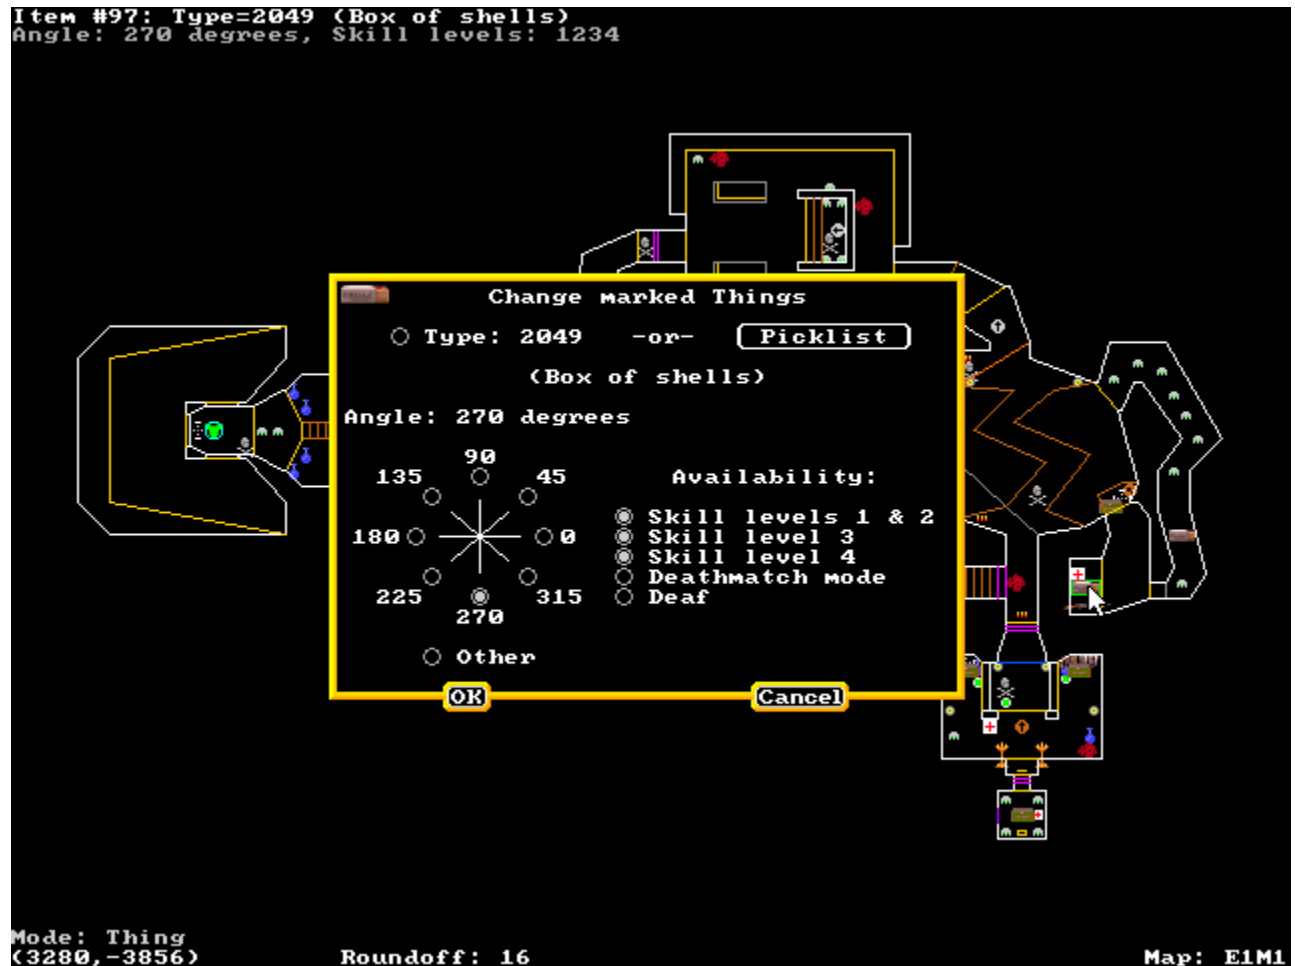 Item #97: Type=2049 (Box of shells)
Angle: 270 degrees, Skill levels: 1234
Change marked Things
Type: 2049 -or- Picklist
(Box of shells)
Angle: 270 degrees
90
135 45
Availability:
180 0
225 315
270
Skill levels 1 & 2
Skill level 3
Skill level 4
Deathmatch mode
Deaf
Other
OK Cancel
Mode: Thing
(3280,-3856) Roundoff: 16 Map: E1M1